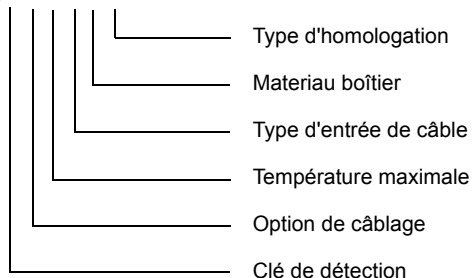 Type d'homologation
Materiau boîtier
Type d'entrée de câble
Température maximale
Option de câblage
Clé de détection